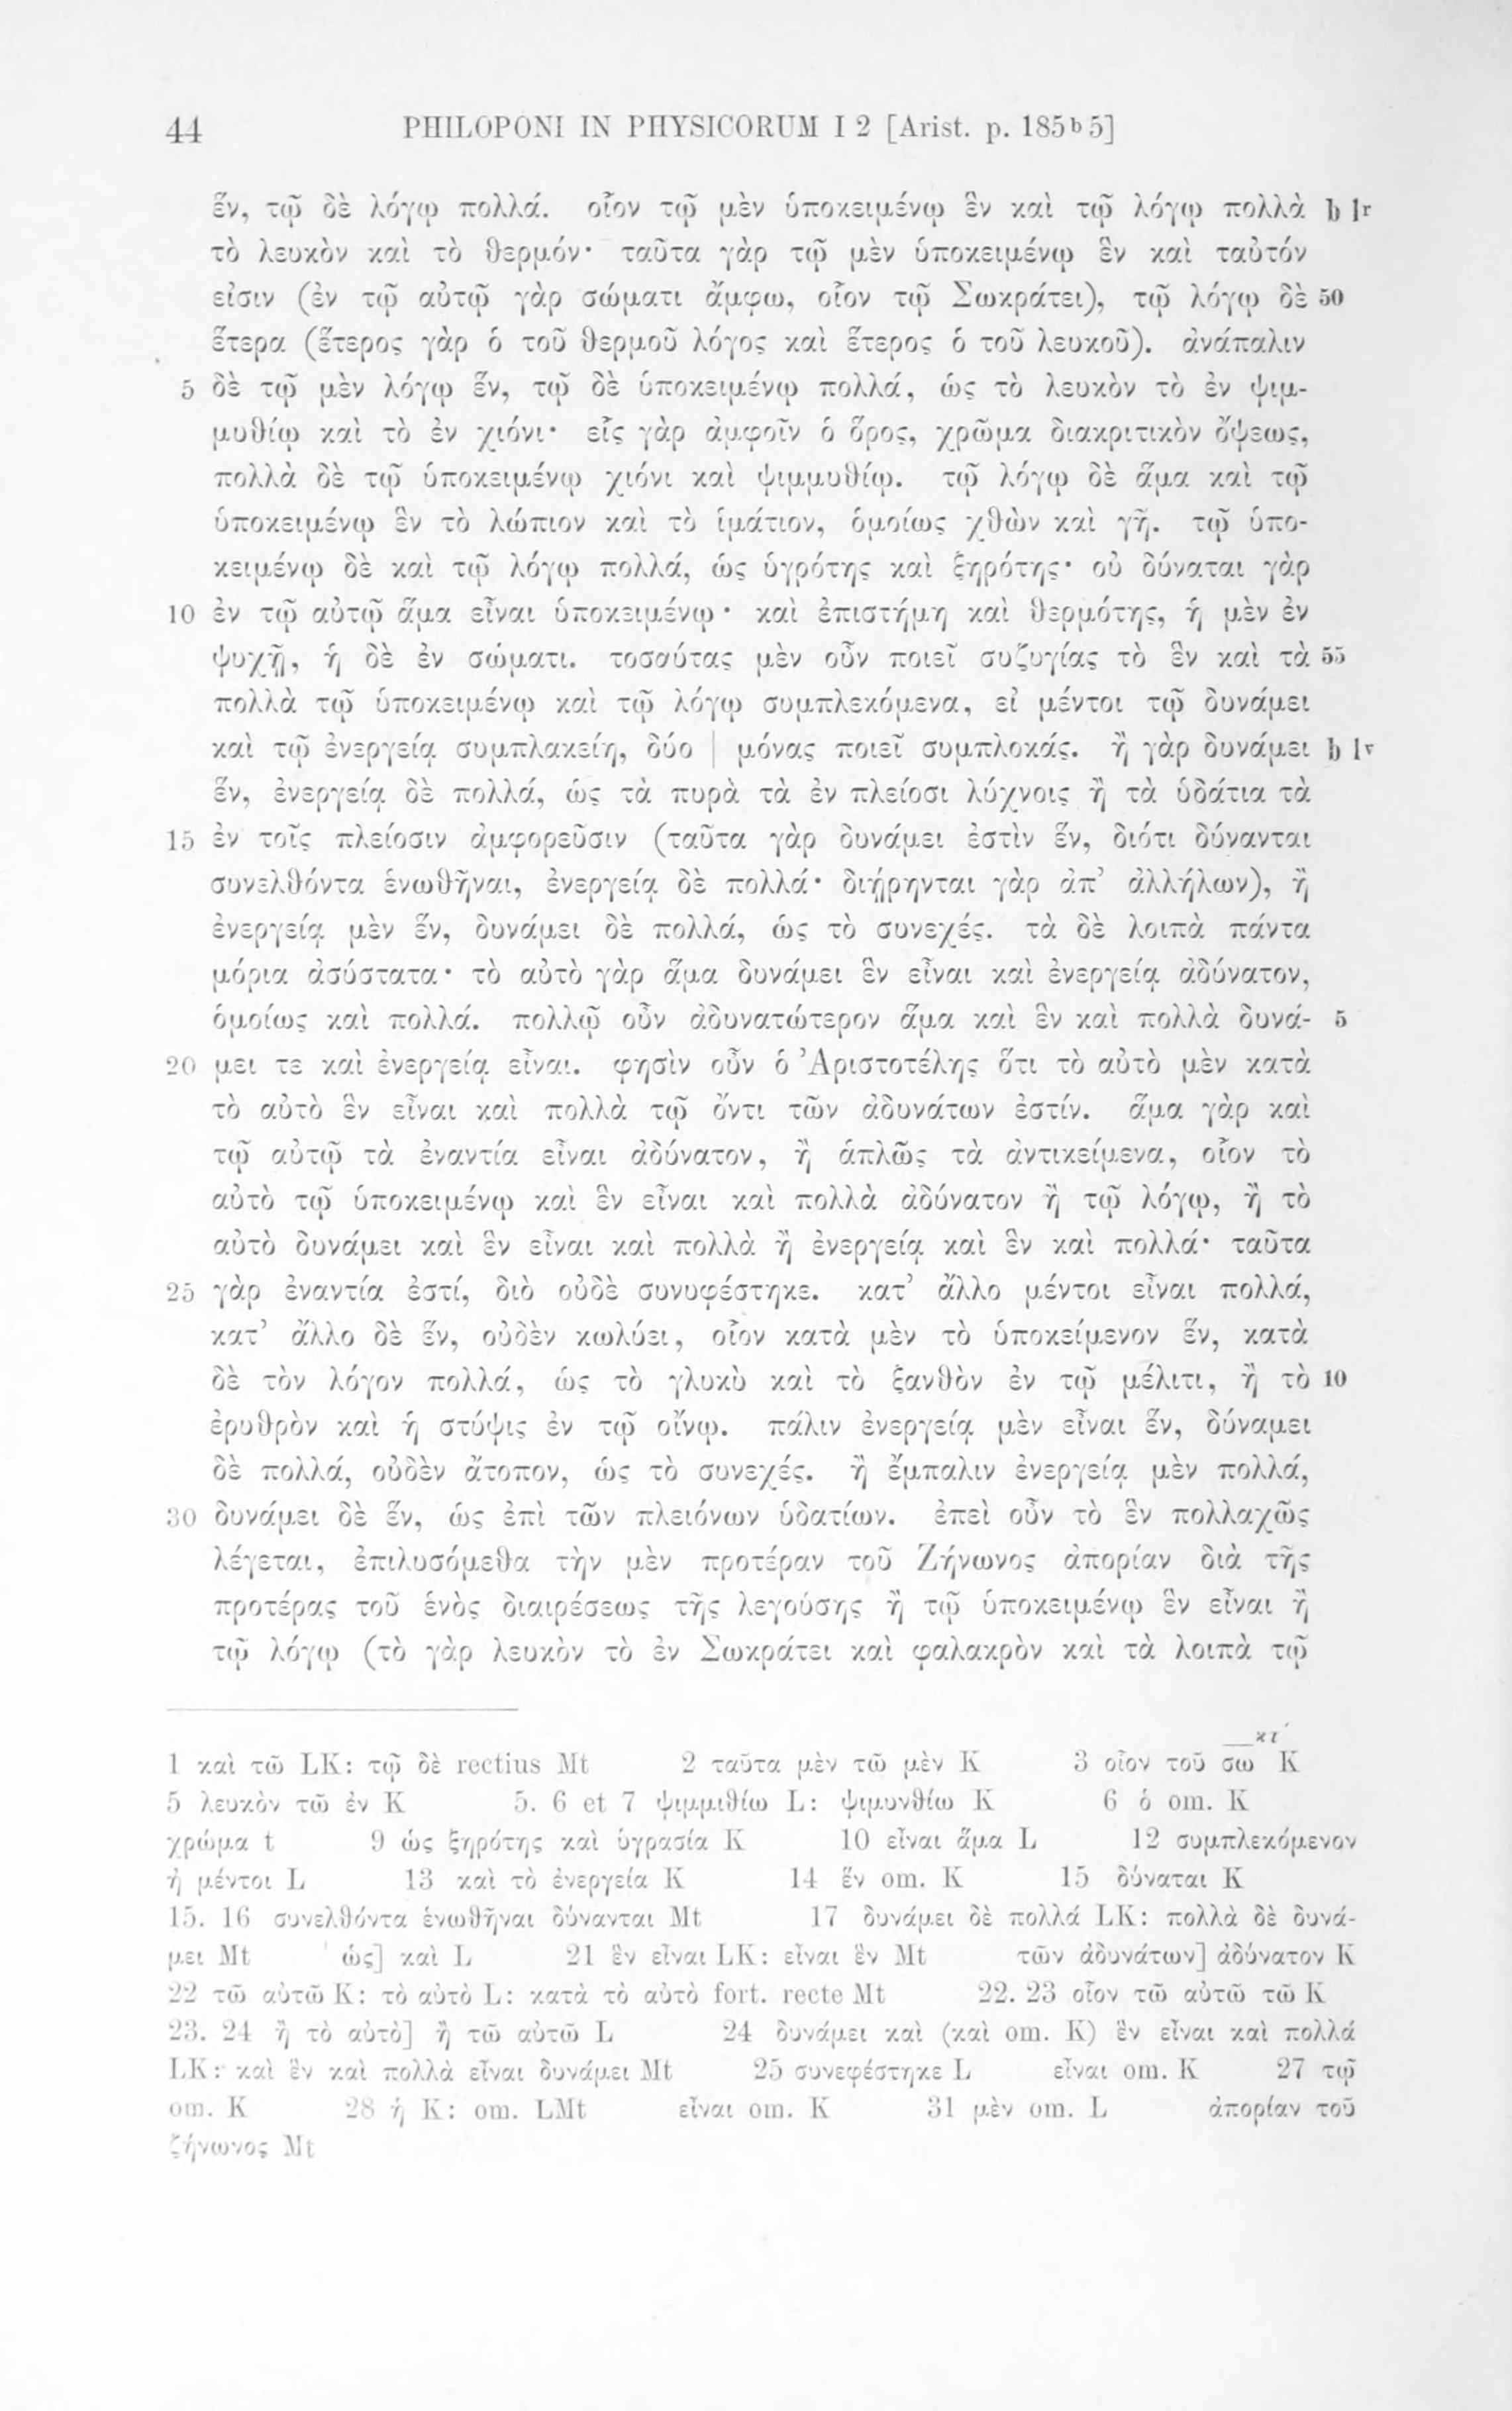 44 PHILOPONI IN PHYSICORUM I 2 [Arist. p. 185ᵇ5]
ἕν, τῷ δὲ λόγῳ πολλά. οἷον τῷ μὲν ὑποκειμένῳ ἓν καὶ τῷ λόγῳ πολλὰ b 1ʳ
τὸ λευκὸν καὶ τὸ θερμόν· ταῦτα γὰρ τῷ μὲν ὑποκειμένῳ ἓν καὶ ταὐτόν
εἰσιν (ἐν τῷ αὐτῷ γὰρ σώματι ἄμφω, οἷον τῷ Σωκράτει), τῷ λόγῳ δὲ 50
ἕτερα (ἕτερος γὰρ ὁ τοῦ θερμοῦ λόγος καὶ ἕτερος ὁ τοῦ λευκοῦ). ἀνάπαλιν
5 δὲ τῷ μὲν λόγῳ ἕν, τῷ δὲ ὑποκειμένῳ πολλά, ὡς τὸ λευκὸν τὸ ἐν ψιμ-
μυθίῳ καὶ τὸ ἐν χιόνι· εἷς γὰρ ἀμφοῖν ὁ ὅρος, χρῶμα διακριτικὸν ὄψεως,
πολλὰ δὲ τῷ ὑποκειμένῳ χιόνι καὶ ψιμμυθίῳ. τῷ λόγῳ δὲ ἅμα καὶ τῷ
ὑποκειμένῳ ἓν τὸ λώπιον καὶ τὸ ἱμάτιον, ὁμοίως χθὼν καὶ γῆ. τῷ ὑπο-
κειμένῳ δὲ καὶ τῷ λόγῳ πολλά, ὡς ὑγρότης καὶ ξηρότης· οὐ δύναται γὰρ
10 ἐν τῷ αὐτῷ ἅμα εἶναι ὑποκειμένῳ· καὶ ἐπιστήμη καὶ θερμότης, ἡ μὲν ἐν
ψυχῇ, ἡ δὲ ἐν σώματι. τοσαύτας μὲν οὖν ποιεῖ συζυγίας τὸ ἓν καὶ τὰ 55
πολλὰ τῷ ὑποκειμένῳ καὶ τῷ λόγῳ συμπλεκόμενα, εἰ μέντοι τῷ δυνάμει
καὶ τῷ ἐνεργείᾳ συμπλακείη, δύο | μόνας ποιεῖ συμπλοκάς. ἢ γὰρ δυνάμει b 1ᵛ
ἕν, ἐνεργείᾳ δὲ πολλά, ὡς τὰ πυρὰ τὰ ἐν πλείοσι λύχνοις ἢ τὰ ὑδάτια τὰ
15 ἐν τοῖς πλείοσιν ἀμφορεῦσιν (ταῦτα γὰρ δυνάμει ἐστὶν ἕν, διότι δύνανται
συνελθόντα ἑνωθῆναι, ἐνεργείᾳ δὲ πολλά· διῄρηνται γὰρ ἀπ’ ἀλλήλων), ἢ
ἐνεργείᾳ μὲν ἕν, δυνάμει δὲ πολλά, ὡς τὸ συνεχές. τὰ δὲ λοιπὰ πάντα
μόρια ἀσύστατα· τὸ αὐτὸ γὰρ ἅμα δυνάμει ἓν εἶναι καὶ ἐνεργείᾳ ἀδύνατον,
ὁμοίως καὶ πολλά. πολλῷ οὖν ἀδυνατώτερον ἅμα καὶ ἓν καὶ πολλὰ δυνά- 5
20 μει τε καὶ ἐνεργείᾳ εἶναι. φησὶν οὖν ὁ Ἀριστοτέλης ὅτι τὸ αὐτὸ μὲν κατὰ
τὸ αὐτὸ ἓν εἶναι καὶ πολλὰ τῷ ὄντι τῶν ἀδυνάτων ἐστίν. ἅμα γὰρ καὶ
τῷ αὐτῷ τὰ ἐναντία εἶναι ἀδύνατον, ἢ ἁπλῶς τὰ ἀντικείμενα, οἷον τὸ
αὐτὸ τῷ ὑποκειμένῳ καὶ ἓν εἶναι καὶ πολλὰ ἀδύνατον ἢ τῷ λόγῳ, ἢ τὸ
αὐτὸ δυνάμει καὶ ἓν εἶναι καὶ πολλὰ ἢ ἐνεργείᾳ καὶ ἓν καὶ πολλά· ταῦτα
25 γὰρ ἐναντία ἐστί, διὸ οὐδὲ συνυφέστηκε. κατ’ ἄλλο μέντοι εἶναι πολλά,
κατ’ ἄλλο δὲ ἕν, οὐδὲν κωλύει, οἷον κατὰ μὲν τὸ ὑποκείμενον ἕν, κατὰ
δὲ τὸν λόγον πολλά, ὡς τὸ γλυκὺ καὶ τὸ ξανθὸν ἐν τῷ μέλιτι, ἢ τὸ 10
ἐρυθρὸν καὶ ἡ στύψις ἐν τῷ οἴνῳ. πάλιν ἐνεργείᾳ μὲν εἶναι ἕν, δύναμει
δὲ πολλά, οὐδὲν ἄτοπον, ὡς τὸ συνεχές. ἢ ἔμπαλιν ἐνεργείᾳ μὲν πολλά,
30 δυνάμει δὲ ἕν, ὡς ἐπὶ τῶν πλειόνων ὑδατίων. ἐπεὶ οὖν τὸ ἓν πολλαχῶς
λέγεται, ἐπιλυσόμεθα τὴν μὲν προτέραν τοῦ Ζήνωνος ἀπορίαν διὰ τῆς
προτέρας τοῦ ἑνὸς διαιρέσεως τῆς λεγούσης ἢ τῷ ὑποκειμένῳ ἓν εἶναι ἢ
τῷ λόγῳ (τὸ γὰρ λευκὸν τὸ ἐν Σωκράτει καὶ φαλακρὸν καὶ τὰ λοιπὰ τῷ
1 καὶ τῶ LK: τῷ δὲ rectius Mt 2 ταῦτα μὲν τῶ μὲν K 3 οἷον τοῦ σω κτ´ K
5 λευκὸν τῶ ἐν K 5. 6 et 7 ψιμμιθίω L: ψιμυνθίω K 6 ὁ om. K
χρώμα t 9 ὡς ξηρότης καὶ ὑγρασία K 10 εἶναι ἅμα L 12 συμπλεκόμενον
ἡ μέντοι L 13 καὶ τὸ ἐνεργεία K 14 ἕν om. K 15 δύναται K
15. 16 συνελθόντα ἑνωθῆναι δύνανται Mt 17 δυνάμει δὲ πολλά LK: πολλὰ δὲ δυνά-
μει Mt ὡς] καὶ L 21 ἓν εἶναι LK: εἶναι ἓν Mt τῶν ἀδυνάτων] ἀδύνατον K
22 τῶ αὐτῶ K: τὸ αὐτὸ L: κατὰ τὸ αὐτὸ fort. recte Mt 22. 23 οἷον τῶ αὐτῶ τῶ K
23. 24 ἢ τὸ αὐτὸ] ἢ τῶ αὐτῶ L 24 δυνάμει καὶ (καὶ om. K) ἓν εἶναι καὶ πολλά
LK: καὶ ἓν καὶ πολλὰ εἶναι δυνάμει Mt 25 συνεφέστηκε L εἶναι om. K 27 τῷ
om. K 28 ἡ K: om. LMt εἶναι om. K 31 μὲν om. L ἀπορίαν τοῦ
ζήνωνος Mt